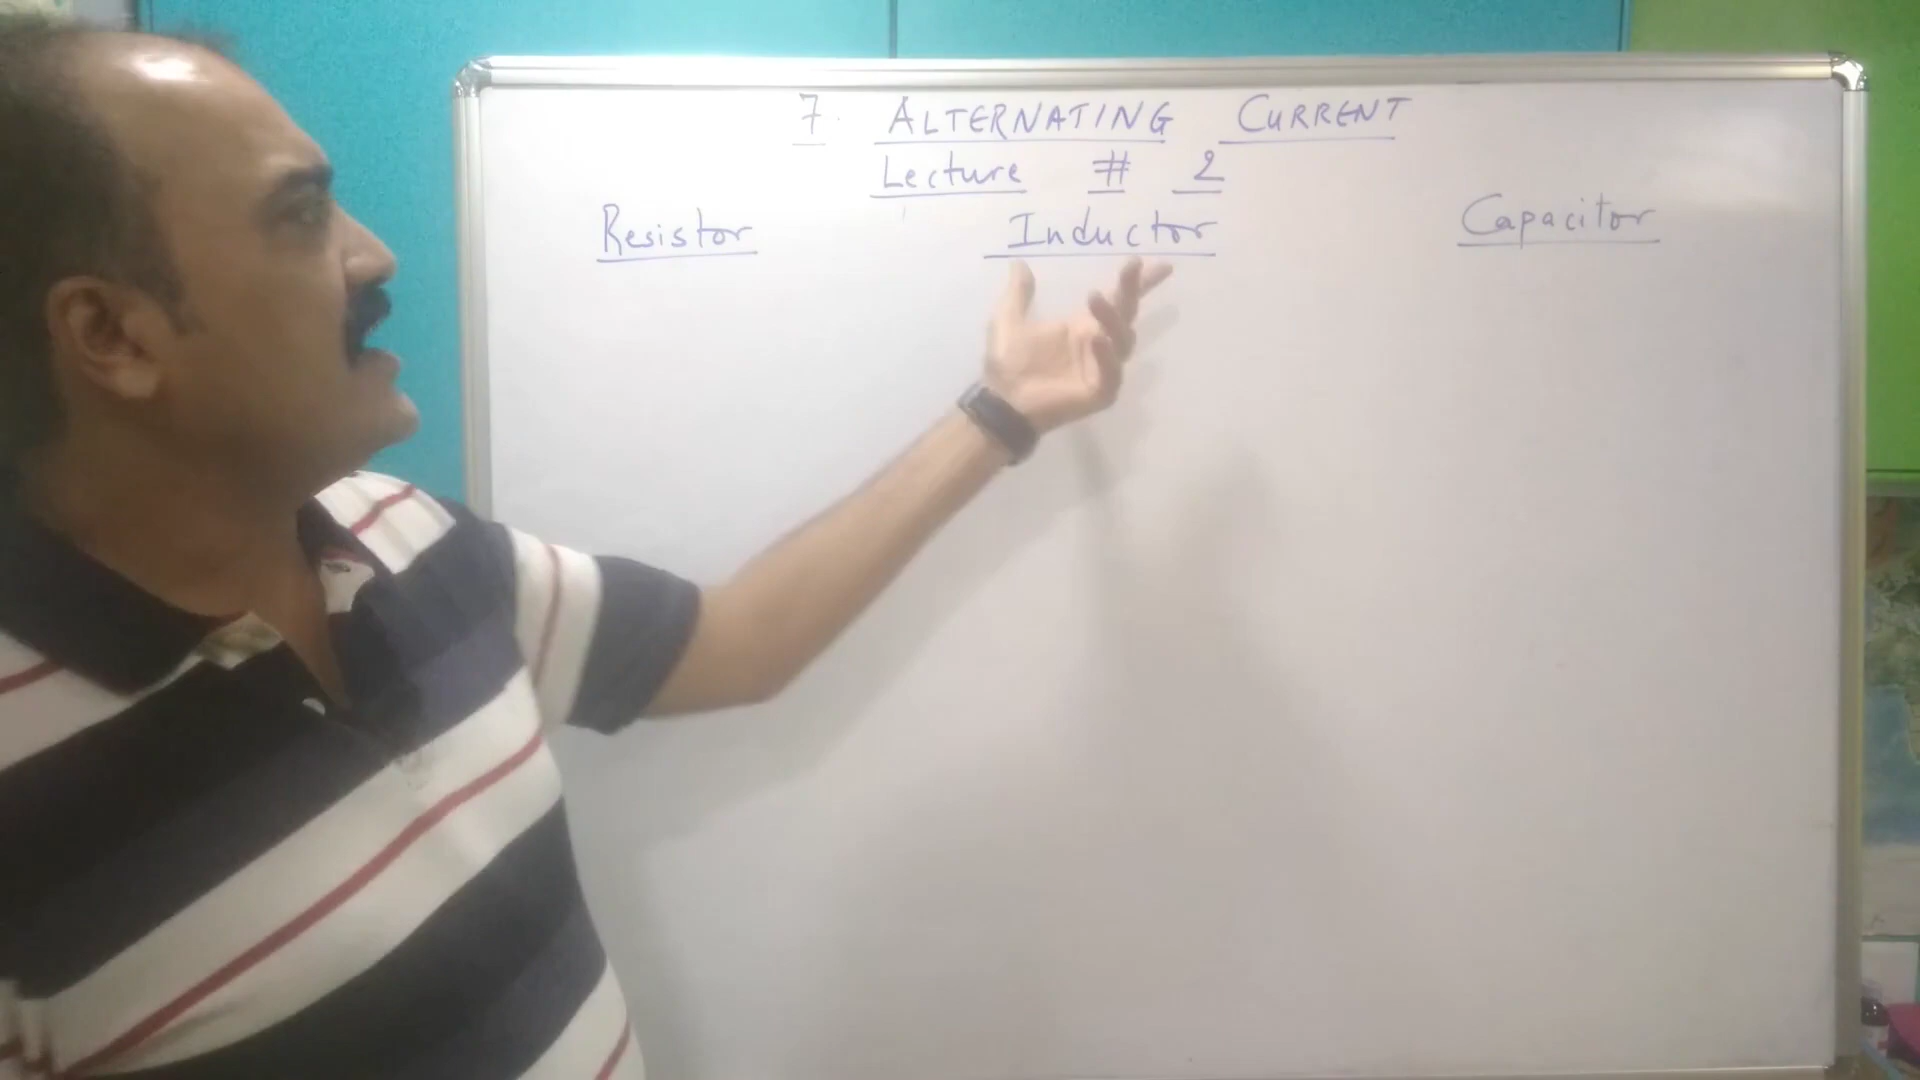 7. ALTERNATING CURRENT
Lecture # 2
Resistor Inductor Capacitor